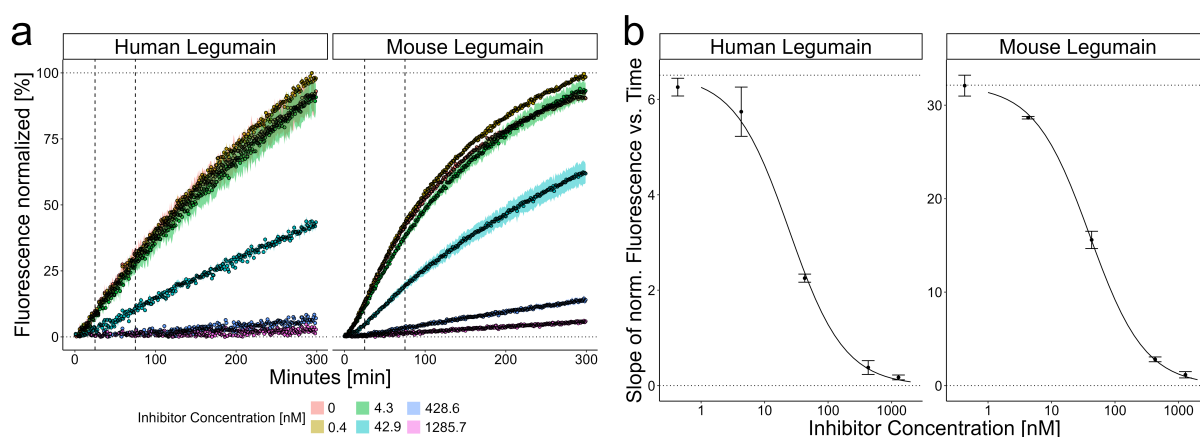 a
Human Legumain
Mouse Legumain
Fluorescence normalized [%]
100
75
50
25
0
0 100 200 300
0 100 200 300
Minutes [min]
Inhibitor Concentration [nM]
0 4.3 428.6
0.4 42.9 1285.7
b
Human Legumain
Mouse Legumain
Slope of norm. Fluorescence vs. Time
6
4
2
0
30
20
10
0
1 10 100 1000
1 10 100 1000
Inhibitor Concentration [nM]